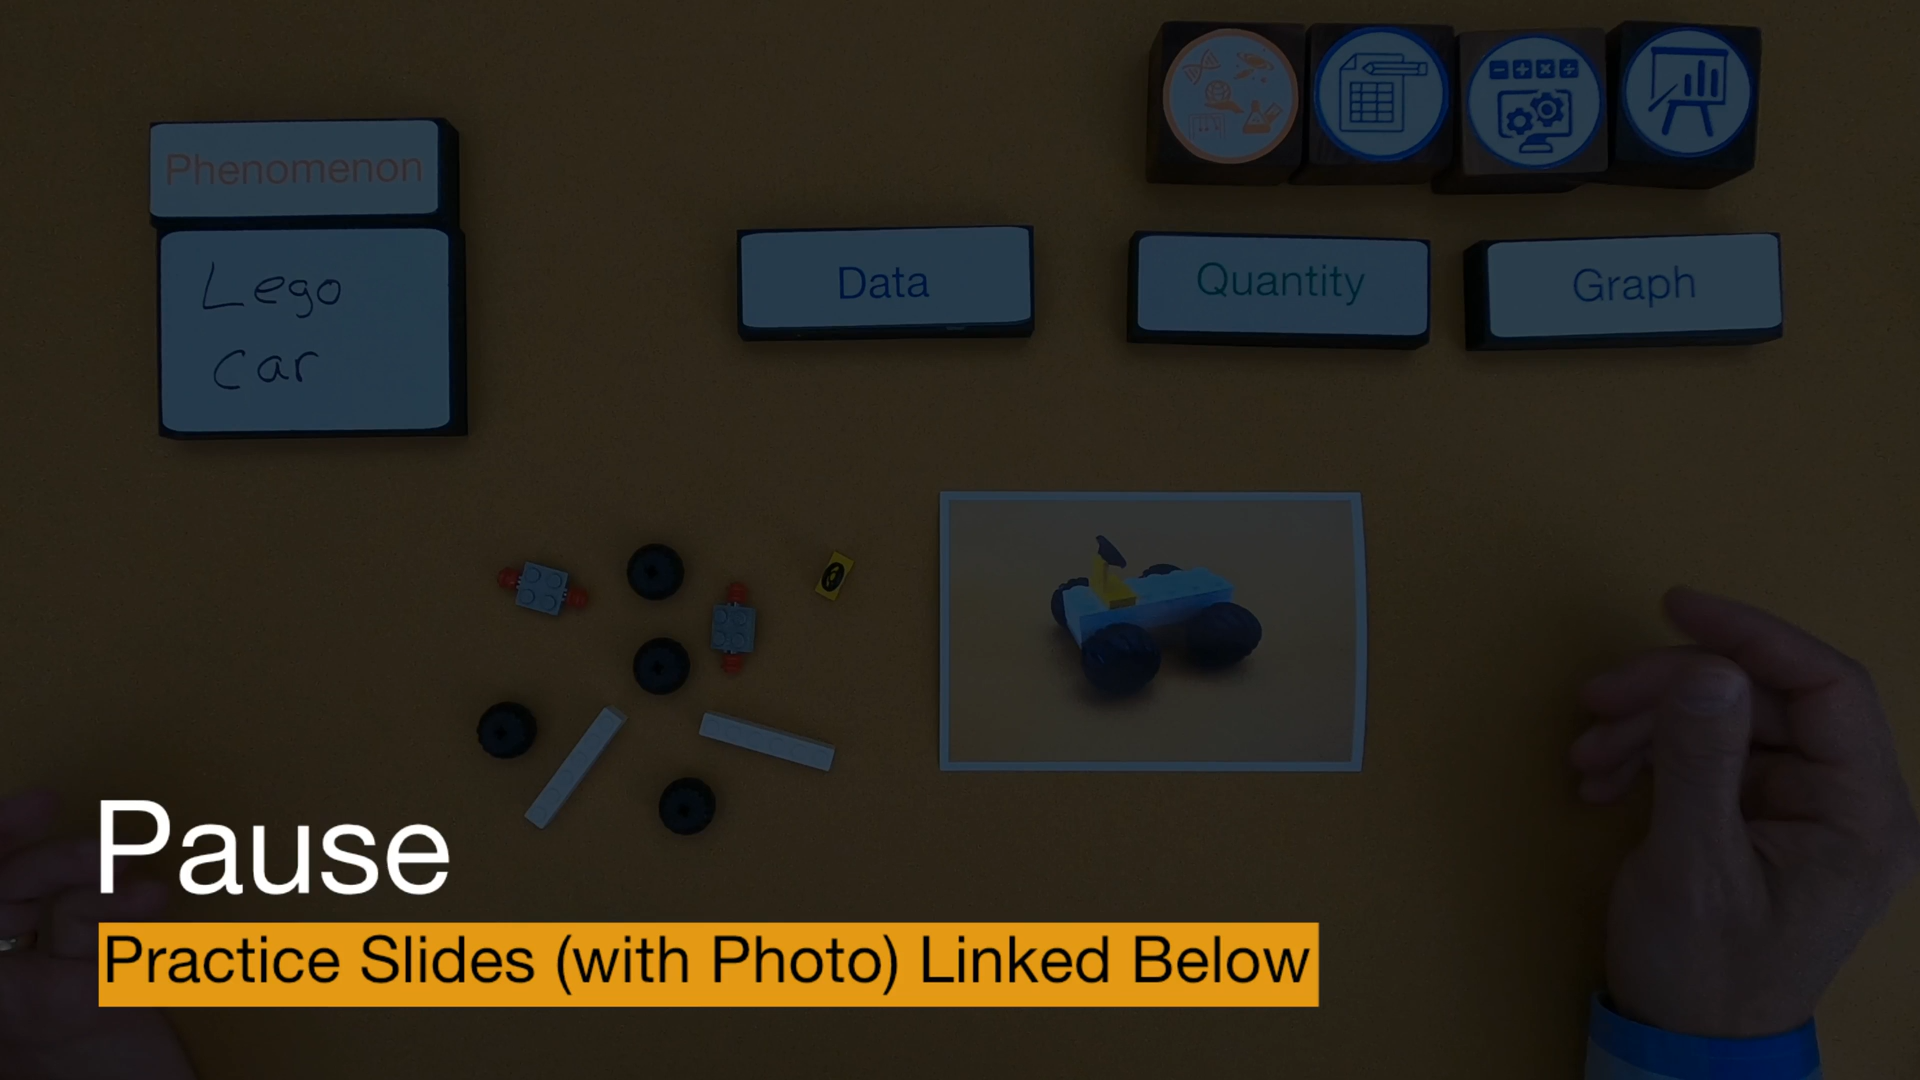 Phenomenon
Lego
car
Data
Quantity
Graph
Pause
Practice Slides (with Photo) Linked Below